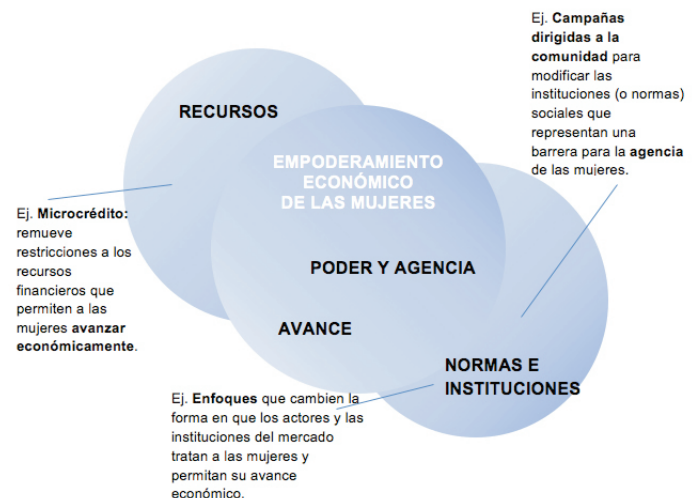 Ej. Campañas
dirigidas a la
comunidad para
modificar las
instituciones (o normas)
sociales que
representan una
barrera para la agencia
de las mujeres.
RECURSOS
EMPODERAMIENTO
ECONÓMICO
DE LAS MUJERES
Ej. Microcrédito:
remueve
restricciones a los
recursos
financieros que
permiten a las
mujeres avanzar
económicamente.
PODER Y AGENCIA
AVANCE
NORMAS E
INSTITUCIONES
Ej. Enfoques que cambien la
forma en que los actores y las
instituciones del mercado
tratan a las mujeres y
permitan su avance
económico.